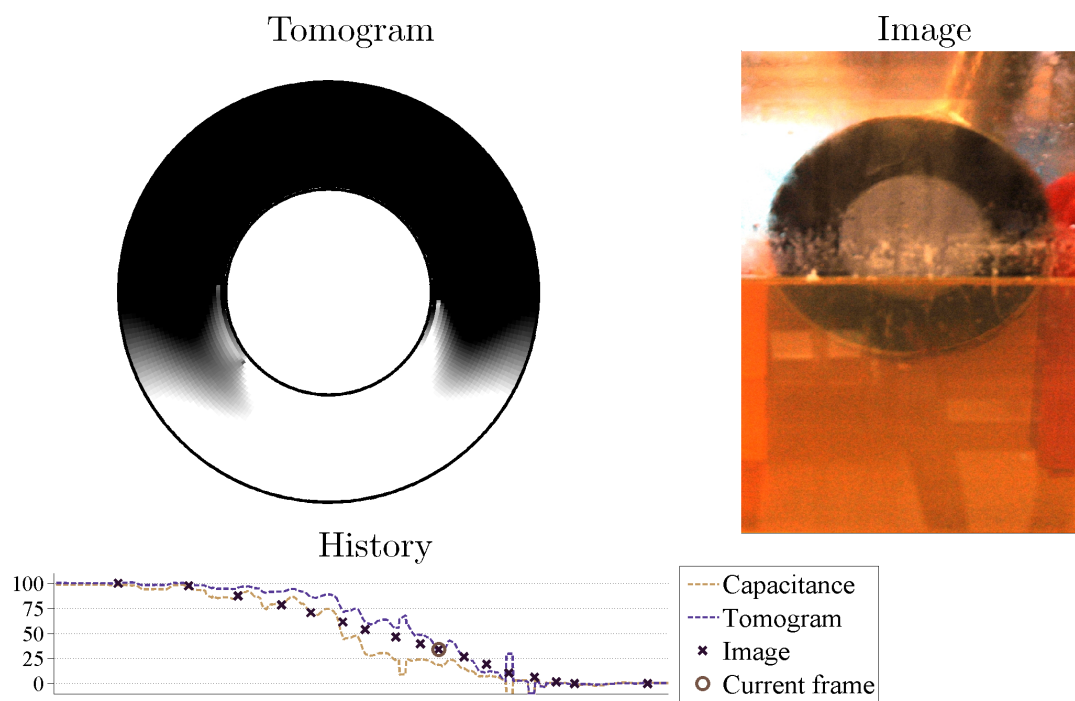 Tomogram
Image
History
100
75
50
25
0
Capacitance
Tomogram
Image
Current frame